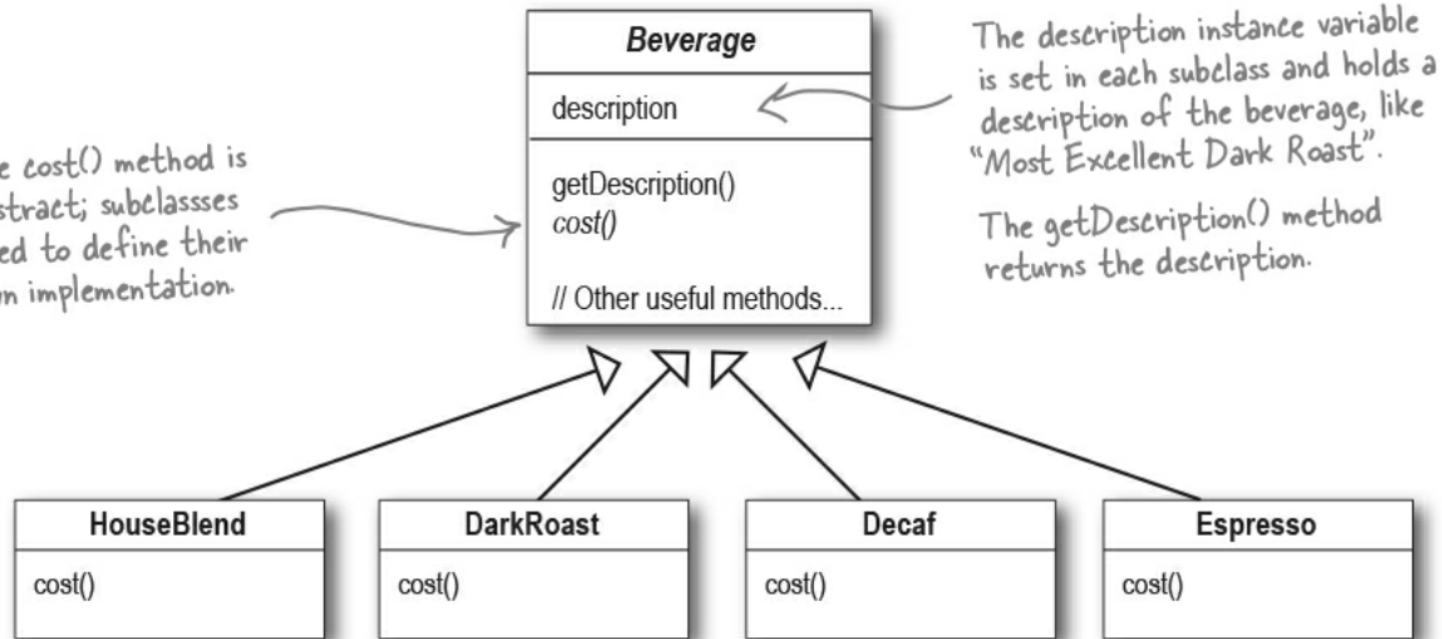 Beverage
description
getDescription()
cost()
// Other useful methods...
cost() method is
subclassses
to define their
implementation.
The description instance variable
is set in each subclass and holds a
description of the beverage, like
“Most Excellent Dark Roast”.
The getDescription() method
returns the description.
HouseBlend
cost()
DarkRoast
cost()
Decaf
cost()
Espresso
cost()